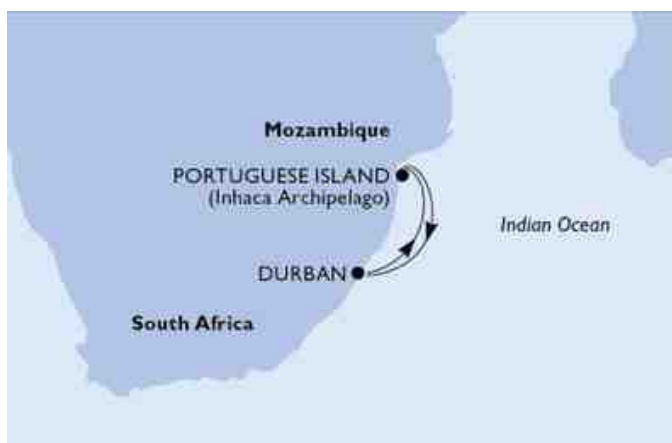 Mozambique
PORTUGUESE ISLAND
(Inhaca Archipelago)
Indian Ocean
DURBAN
South Africa